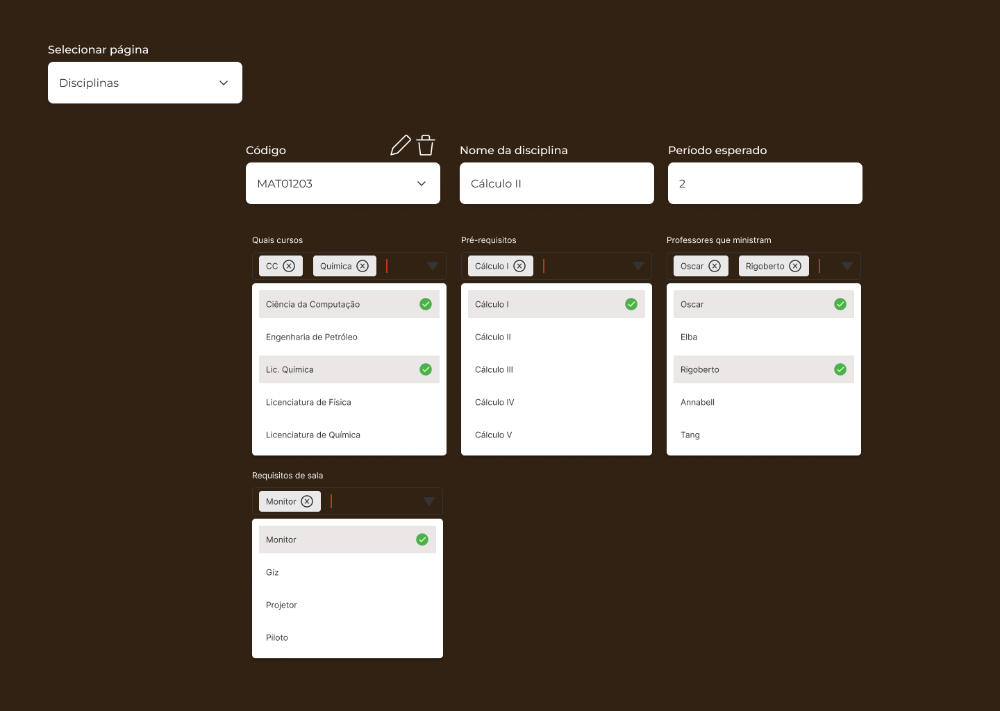 Selecionar página
Disciplinas
Código
MAT01203
Nome da disciplina
Cálculo II
Período esperado
2
Quais cursos
CC
Química
Ciência da Computação
Engenharia de Petróleo
Lic. Química
Licenciatura de Física
Licenciatura de Química
Pré-requisitos
Cálculo I
Cálculo I
Cálculo II
Cálculo III
Cálculo IV
Cálculo V
Professores que ministram
Oscar
Rigoberto
Oscar
Elba
Rigoberto
Annabell
Tang
Requisitos de sala
Monitor
Monitor
Giz
Projetor
Piloto